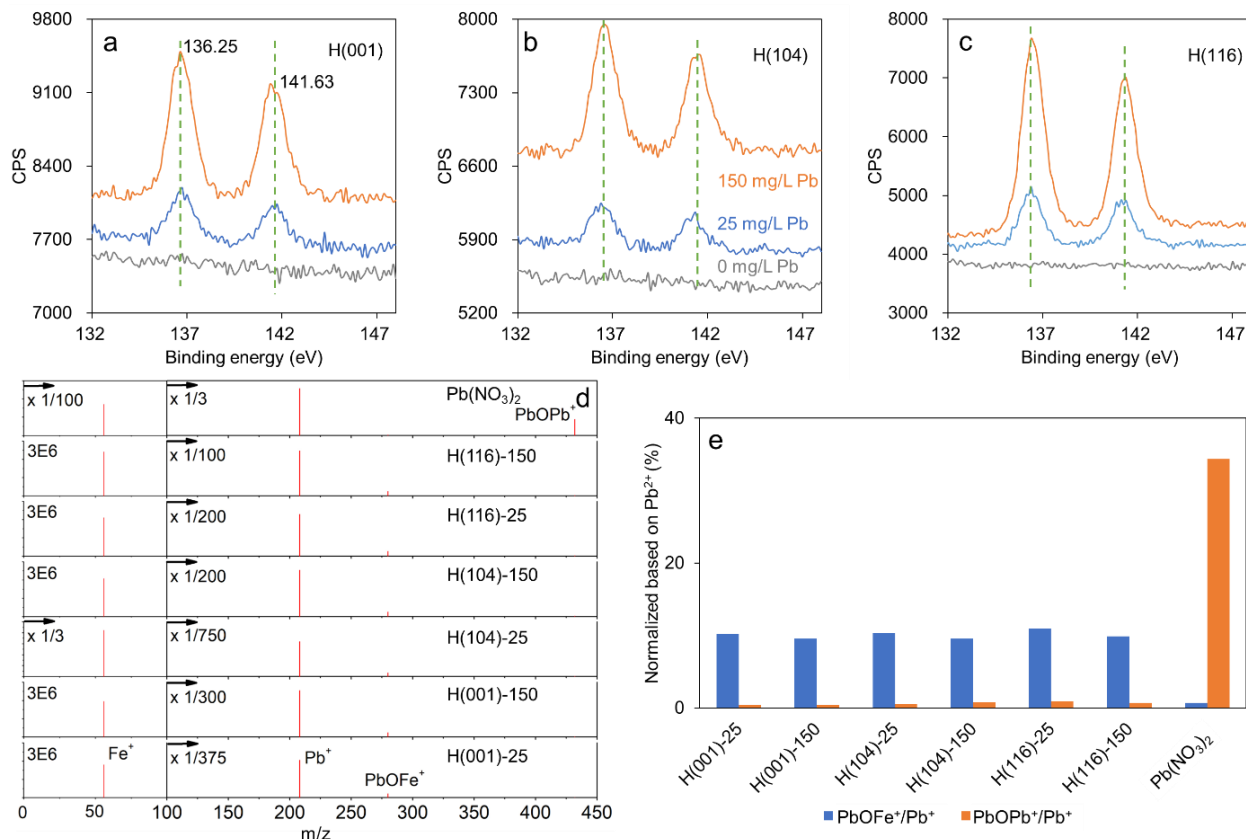 a
H(001)
136.25
141.63
9800
9100
8400
7700
7000
CPS
132
137
142
147
Binding energy (eV)
b
H(104)
8000
7300
6600
5900
5200
CPS
150 mg/L Pb
25 mg/L Pb
0 mg/L Pb
132
137
142
147
Binding energy (eV)
c
H(116)
8000
7000
6000
5000
4000
3000
CPS
132
137
142
147
Binding energy (eV)
d
x 1/100
x 1/3
Pb(NO3)2
PbOPb+
3E6
x 1/100
H(116)-150
3E6
x 1/200
H(116)-25
3E6
x 1/200
H(104)-150
x 1/3
x 1/750
H(104)-25
3E6
x 1/300
H(001)-150
3E6
Fe+
x 1/375
Pb+
PbOFe+
H(001)-25
0 50 100 150 200 250 300 350 400 450
m/z
e
Normalized based on Pb2+ (%)
40
20
0
H(001)-25
H(001)-150
H(104)-25
H(104)-150
H(116)-25
H(116)-150
Pb(NO3)2
PbOFe+/Pb+
PbOPb+/Pb+